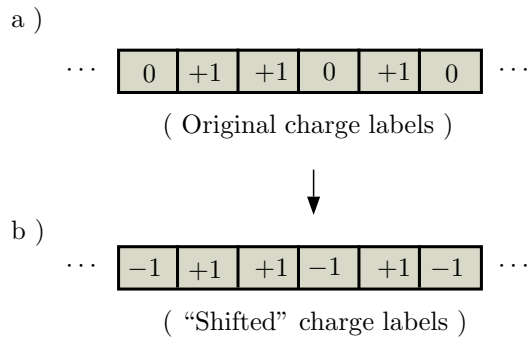 a )
··· 0 +1 +1 0 +1 0 ···
( Original charge labels )
b )
··· −1 +1 +1 −1 +1 −1 ···
( “Shifted” charge labels )